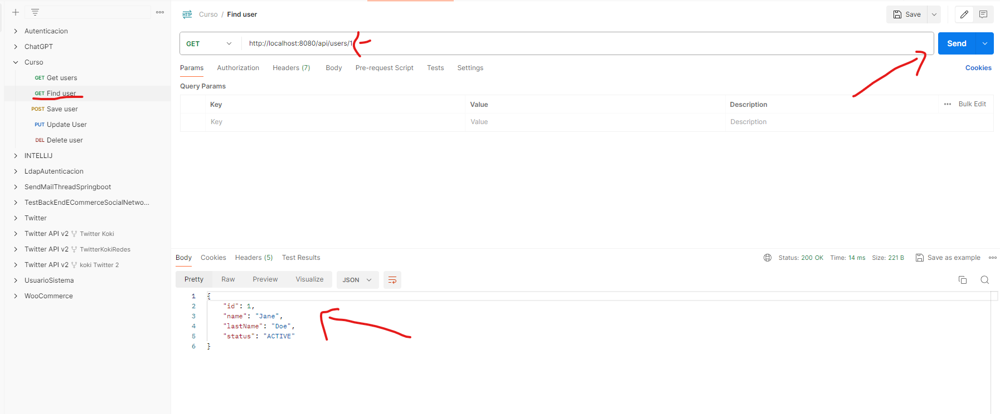 Curso / Find user
Save
GET http://localhost:8080/api/users/1
Send
Params Authorization Headers (7) Body Pre-request Script Tests Settings Cookies
Query Params
Key Value Description Bulk Edit
Key Value Description
Autenticacion
ChatGPT
Curso
GET Get users
GET Find user
POST Save user
PUT Update User
DEL Delete user
INTELLIJ
LdapAutenticacion
SendMailThreadSpringboot
TestBackEndECommerceSocialNetwo...
Twitter
Twitter API v2 Twitter Koki
Twitter API v2 TwitterKokiRedes
Twitter API v2 koki Twitter 2
UsuarioSistema
WooCommerce
Body Cookies Headers (5) Test Results Status: 200 OK Time: 14 ms Size: 221 B Save as example
Pretty Raw Preview Visualize JSON
1 {
2 "id": 1,
3 "name": "Jane",
4 "lastName": "Doe",
5 "status": "ACTIVE"
6 }